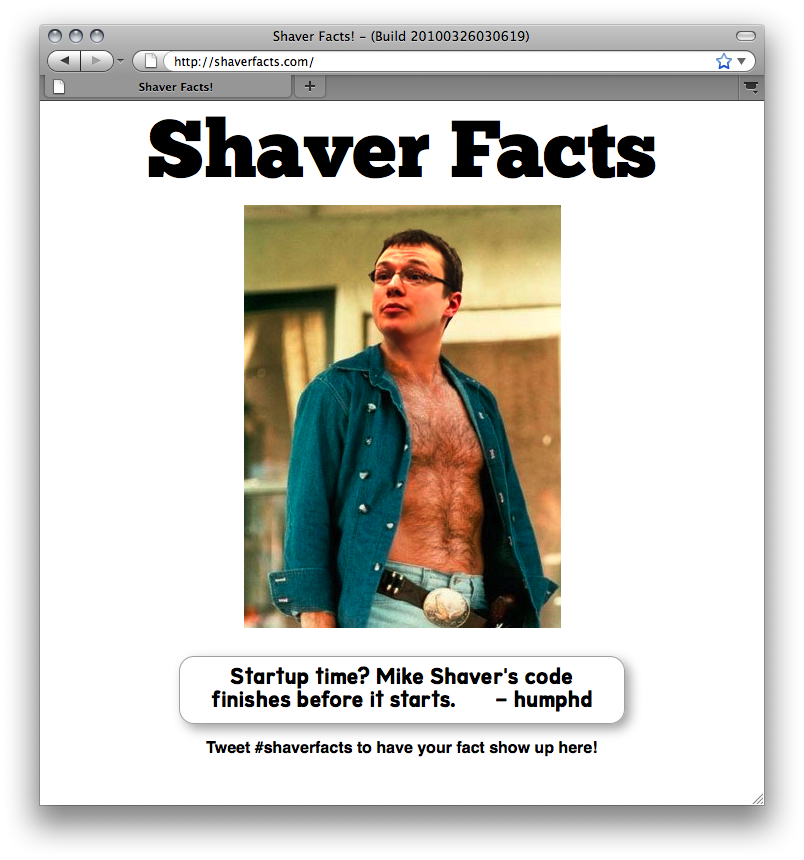 Shaver Facts! – (Build 20100326030619)
http://shaverfacts.com/
Shaver Facts!
Shaver Facts
Startup time? Mike Shaver's code
finishes before it starts. – humphd
Tweet #shaverfacts to have your fact show up here!